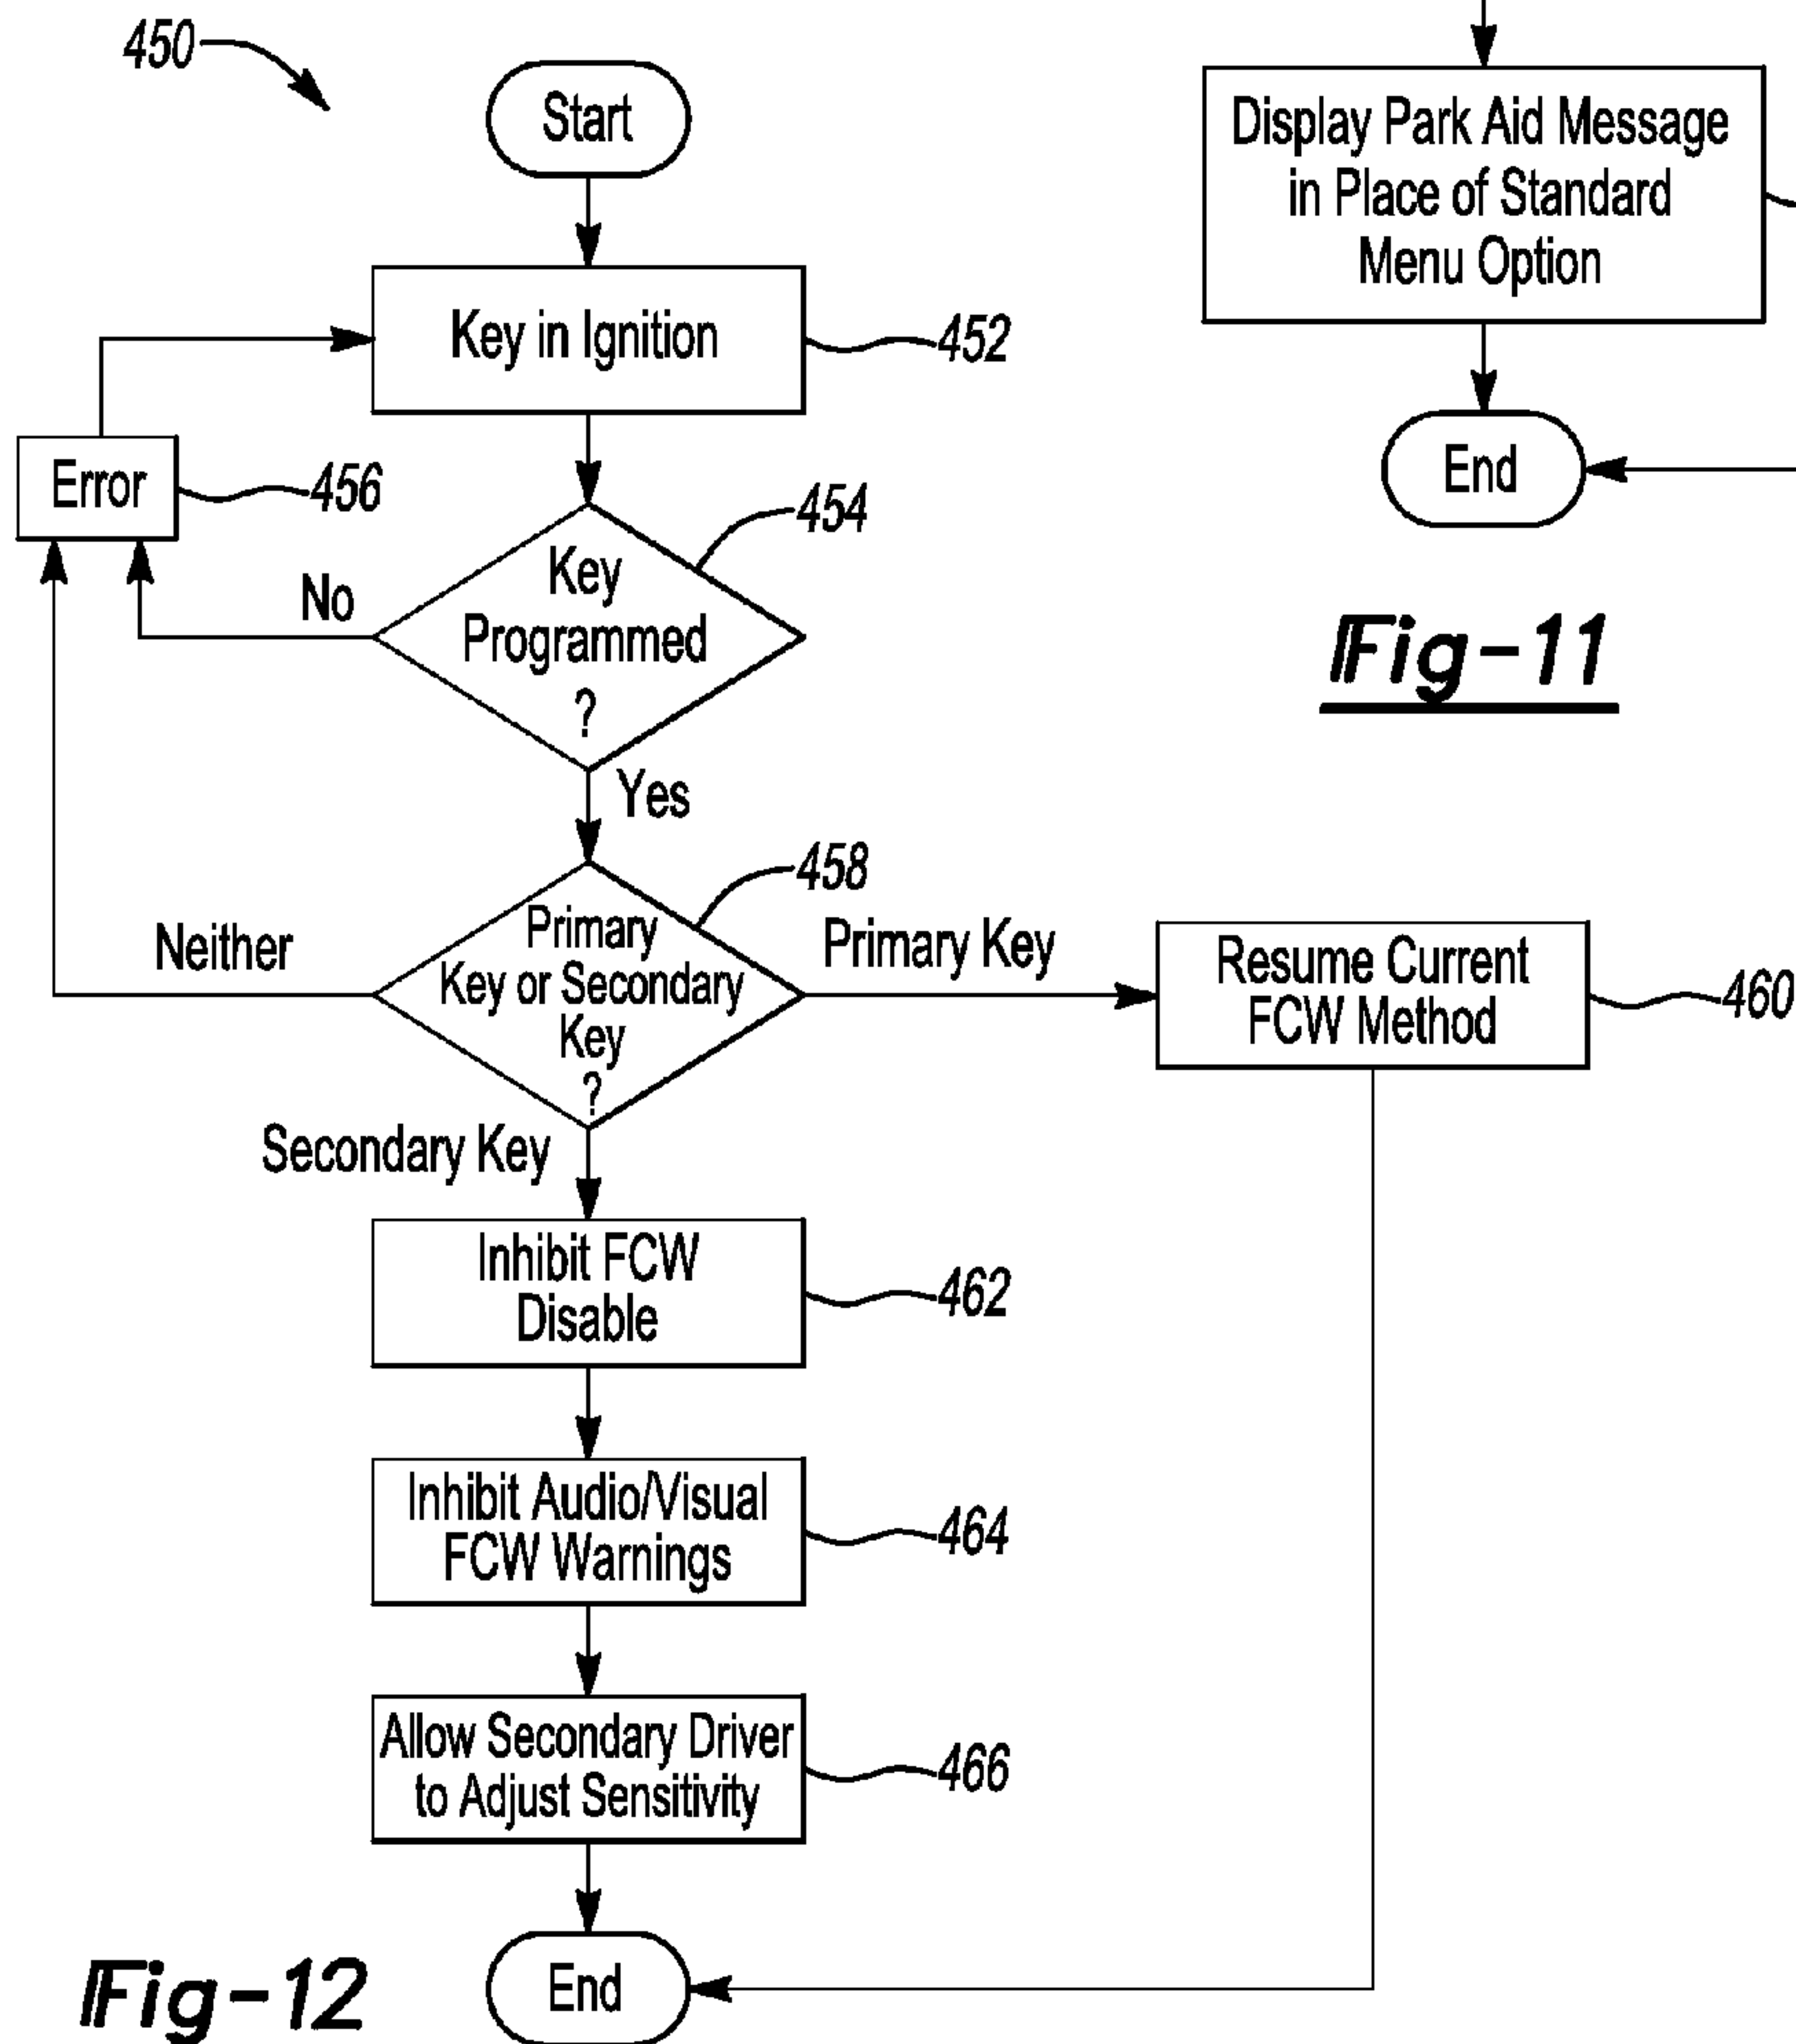 450
Start
Key in Ignition
452
Error
456
454
Key
Programmed
?
No
Yes
458
Primary
Key or Secondary
Key
?
Neither
Primary Key
Resume Current
FCW Method
460
Secondary Key
Inhibit FCW
Disable
462
Inhibit Audio/Visual
FCW Warnings
464
Allow Secondary Driver
to Adjust Sensitivity
466
End
Fig-12
Display Park Aid Message
in Place of Standard
Menu Option
End
Fig-11